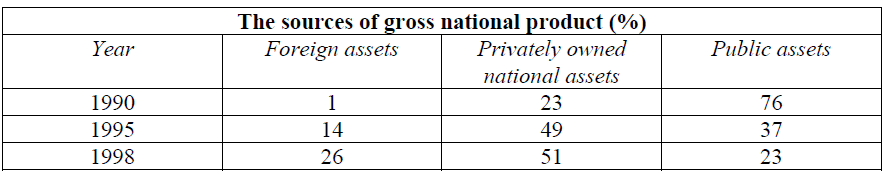 The sources of gross national product (%)
Year Foreign assets Privately owned national assets Public assets
1990 1 23 76
1995 14 49 37
1998 26 51 23